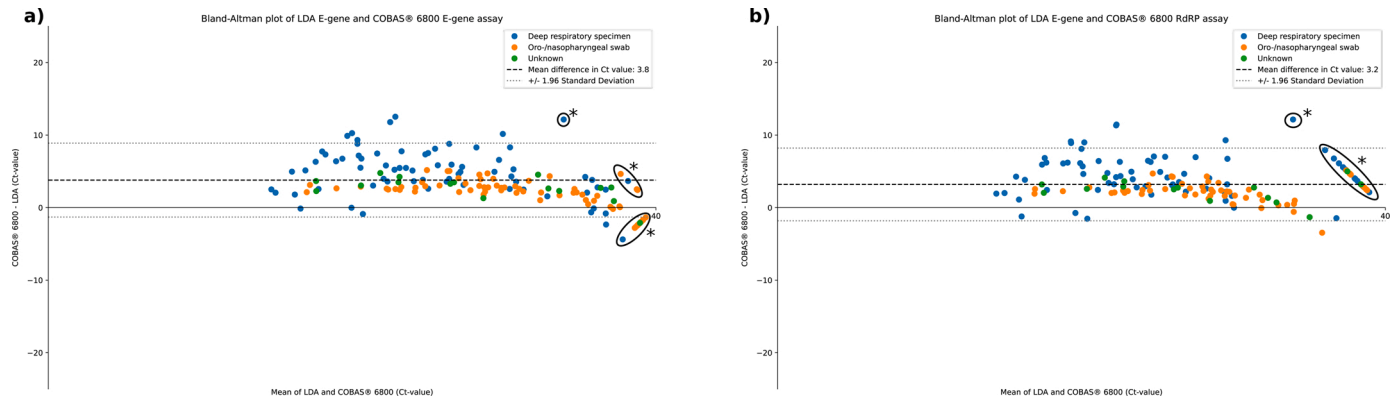 a)
Bland-Altman plot of LDA E-gene and COBAS® 6800 E-gene assay
Deep respiratory specimen
Oro-/nasopharyngeal swab
Unknown
Mean difference in Ct value: 3.8
+/- 1.96 Standard Deviation
20
10
0
−10
−20
40
*
*
*
COBAS® 6800 - LDA (Ct-value)
Mean of LDA and COBAS® 6800 (Ct-value)
b)
Bland-Altman plot of LDA E-gene and COBAS® 6800 RdRP assay
Deep respiratory specimen
Oro-/nasopharyngeal swab
Unknown
Mean difference in Ct value: 3.2
+/- 1.96 Standard Deviation
20
10
0
−10
−20
40
*
*
COBAS® 6800 - LDA (Ct-value)
Mean of LDA and COBAS® 6800 (Ct-value)